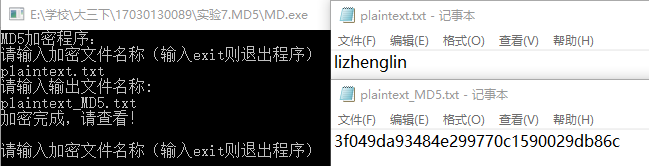 E:\学校\大三下\17030130089\实验7.MD5\MD.exe
MD5加密程序:
请输入加密文件名称（输入exit则退出程序）
plaintext.txt
请输入输出文件名称:
plaintext_MD5.txt
加密完成，请查看!
请输入加密文件名称（输入exit则退出程序）
plaintext.txt - 记事本
文件(F) 编辑(E) 格式(O) 查看(V) 帮助(H)
lizhenglin
plaintext_MD5.txt - 记事本
文件(F) 编辑(E) 格式(O) 查看(V) 帮助(H)
3f049da93484e299770c1590029db86c